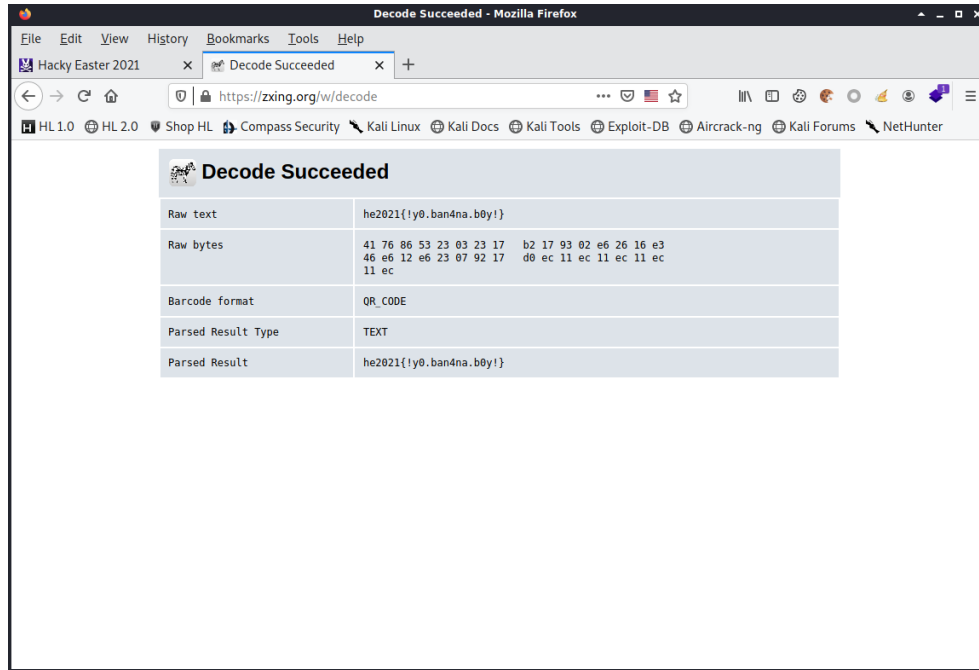 Decode Succeeded - Mozilla Firefox
File Edit View History Bookmarks Tools Help
Hacky Easter 2021 Decode Succeeded
https://zxing.org/w/decode
1
HL 1.0 HL 2.0 Shop HL Compass Security Kali Linux Kali Docs Kali Tools Exploit-DB Aircrack-ng Kali Forums NetHunter
Decode Succeeded
Raw text he2021{!y0.ban4na.b0y!}
Raw bytes 41 76 86 53 23 03 23 17 b2 17 93 02 e6 26 16 e3
46 e6 12 e6 23 07 92 17 d0 ec 11 ec 11 ec 11 ec
11 ec
Barcode format QR_CODE
Parsed Result Type TEXT
Parsed Result he2021{!y0.ban4na.b0y!}